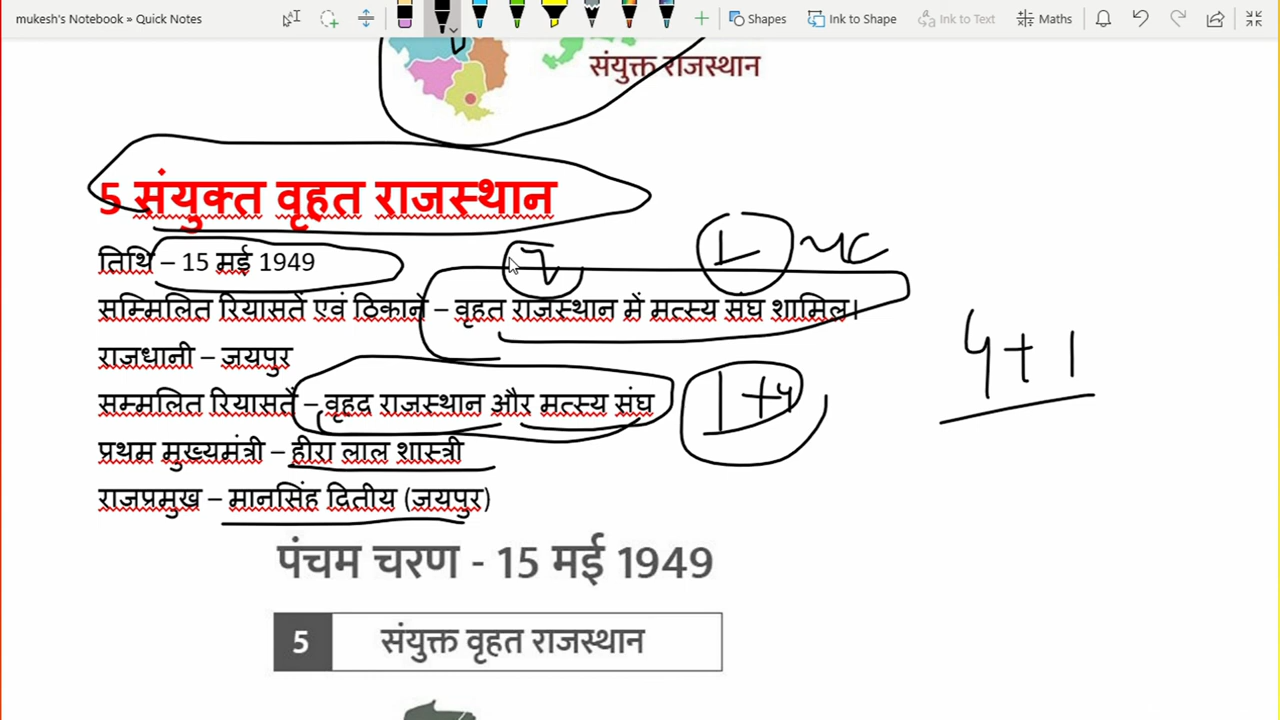 mukesh's Notebook » Quick Notes
Shapes Ink to Shape Ink to Text Maths
संयुक्त राजस्थान
5 संयुक्त वृहत राजस्थान
तिथि – 15 मई 1949
सम्मिलित रियासतें एवं ठिकाने – वृहत राजस्थान में मत्स्य संघ शामिल।
राजधानी – जयपुर
सम्मलित रियासतें – वृहद राजस्थान और मत्स्य संघ
1+4
4+1
प्रथम मुख्यमंत्री – हीरा लाल शास्त्री
राजप्रमुख – मानसिंह द्वितीय (जयपुर)
पंचम चरण - 15 मई 1949
5 संयुक्त वृहत राजस्थान